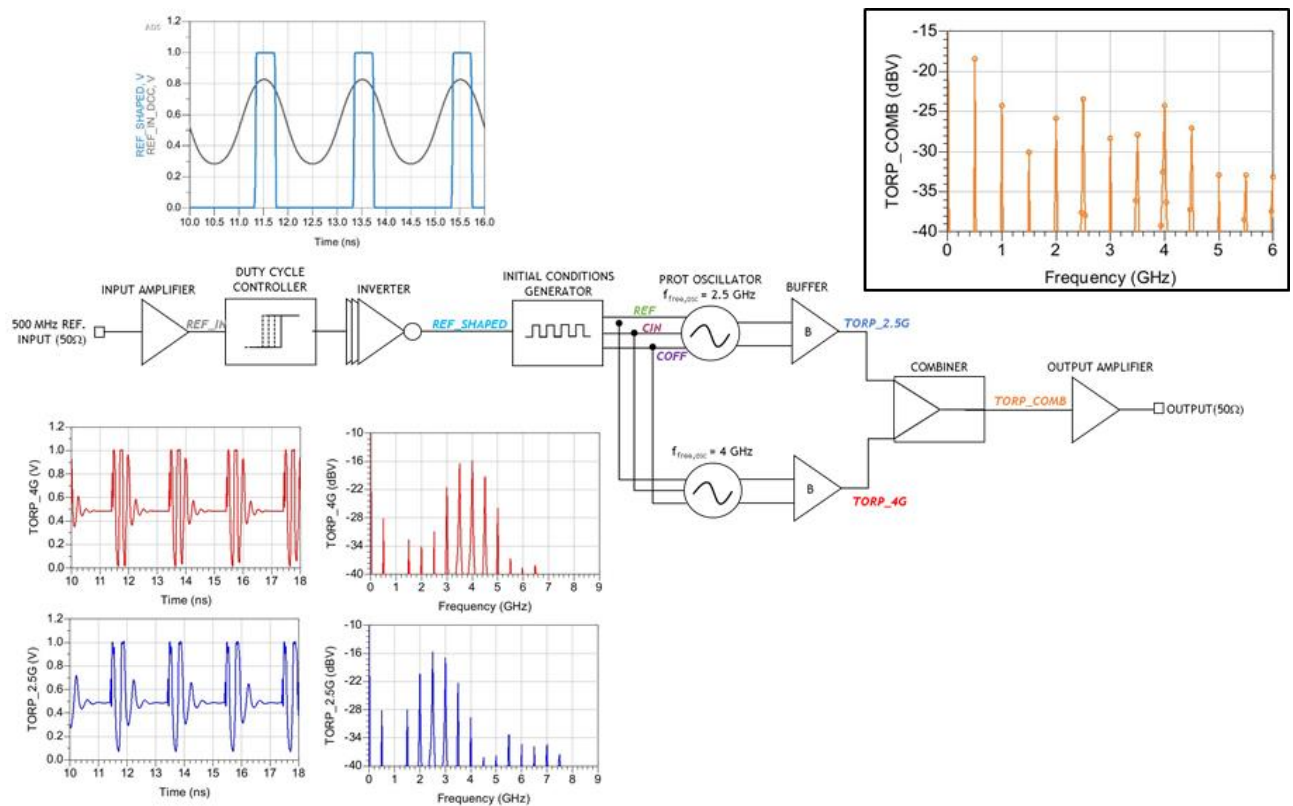 ADS
1.2
1.0
0.8
0.6
0.4
0.2
0.0
REF_SHAPED, V
REF_IN_DCC, V
10.0 10.5 11.0 11.5 12.0 12.5 13.0 13.5 14.0 14.5 15.0 15.5 16.0
Time (ns)
-15
-20
-25
-30
-35
-40
TORP_COMB (dBV)
0 1 2 3 4 5 6
Frequency (GHz)
INPUT AMPLIFIER
DUTY CYCLE
CONTROLLER
INVERTER
INITIAL CONDITIONS
GENERATOR
PROT OSCILLATOR
f free,osc = 2.5 GHz
BUFFER
500 MHz REF.
INPUT (50Ω)
REF_IN
REF_SHAPED
REF
CIN
COFF
B
TORP_2.5G
COMBINER
OUTPUT AMPLIFIER
TORP_COMB
OUTPUT(50Ω)
f free,osc = 4 GHz
B
TORP_4G
1.2
1.0
0.8
0.6
0.4
0.2
0.0
TORP_4G (V)
10 11 12 13 14 15 16 17 18
Time (ns)
-10
-16
-22
-28
-34
-40
TORP_4G (dBV)
0 1 2 3 4 5 6 7 8 9
Frequency (GHz)
1.2
1.0
0.8
0.6
0.4
0.2
0.0
TORP_2.5G (V)
10 11 12 13 14 15 16 17 18
Time (ns)
-10
-16
-22
-28
-34
-40
TORP_2.5G (dBV)
0 1 2 3 4 5 6 7 8 9
Frequency (GHz)